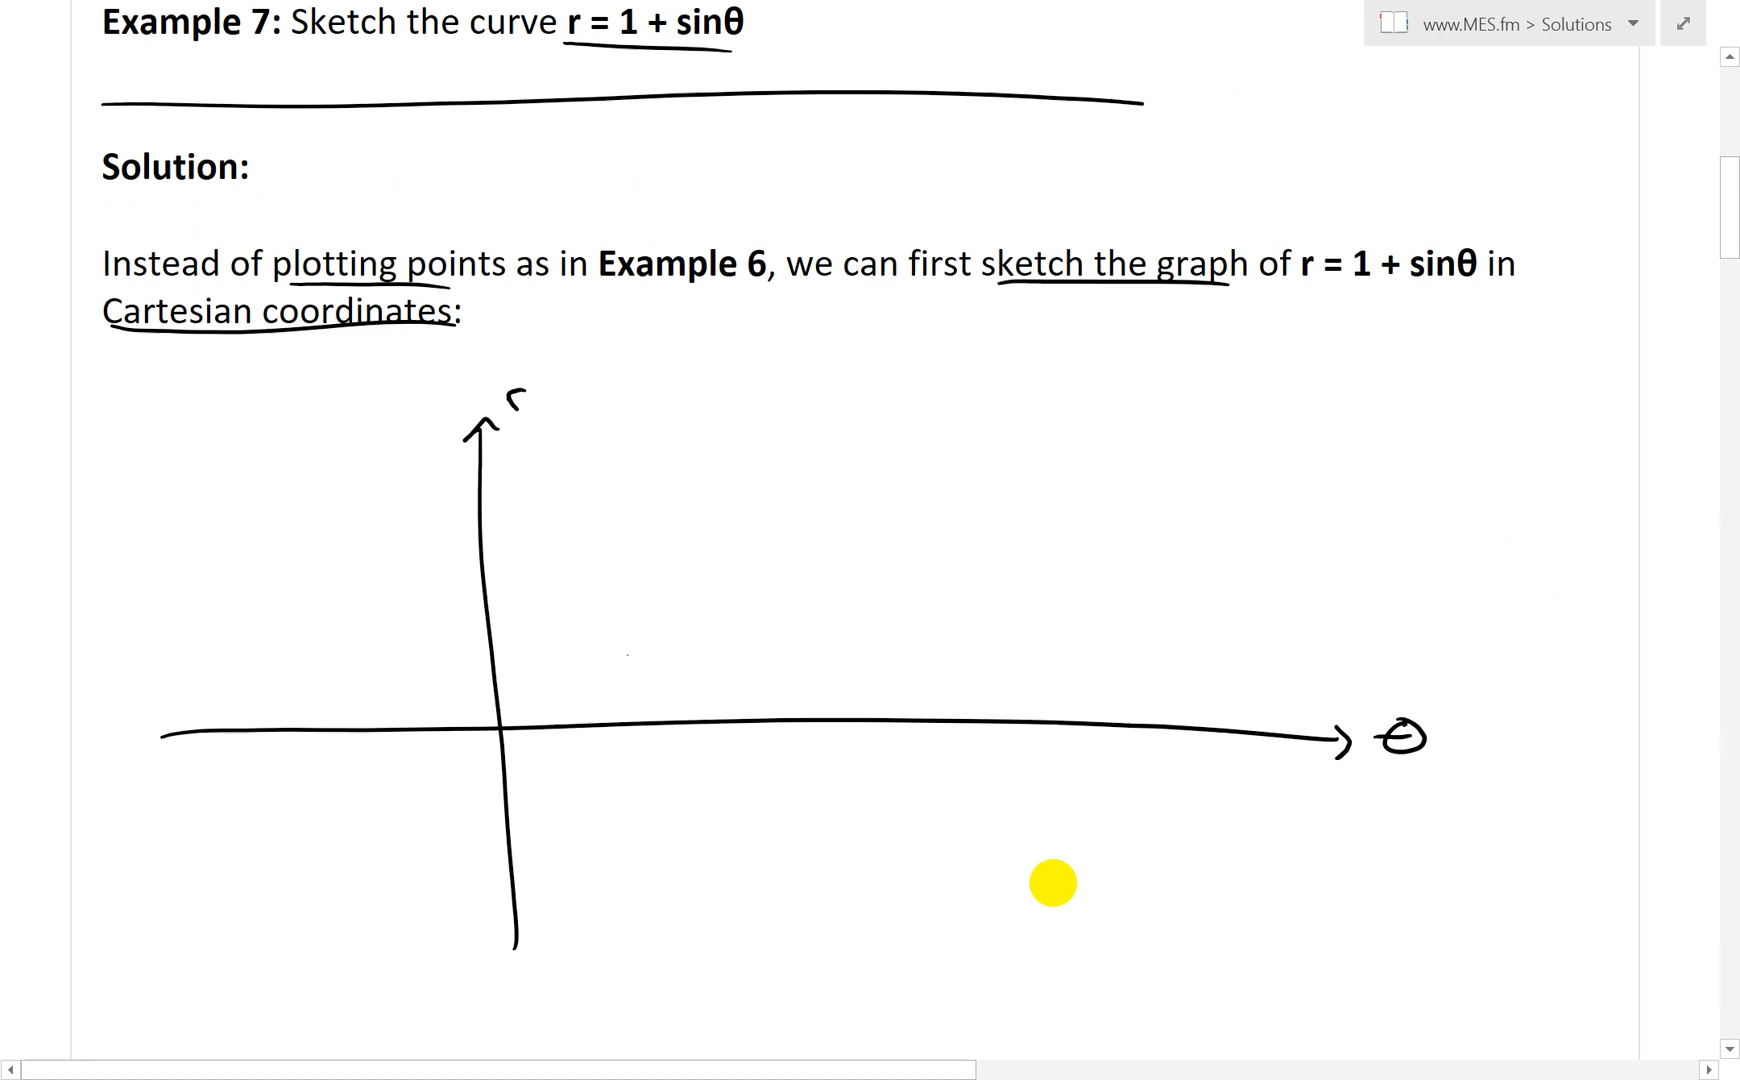 Example 7: Sketch the curve r = 1 + sinθ
www.MES.fm > Solutions
Solution:
Instead of plotting points as in Example 6, we can first sketch the graph of r = 1 + sinθ in
Cartesian coordinates:
r
θ